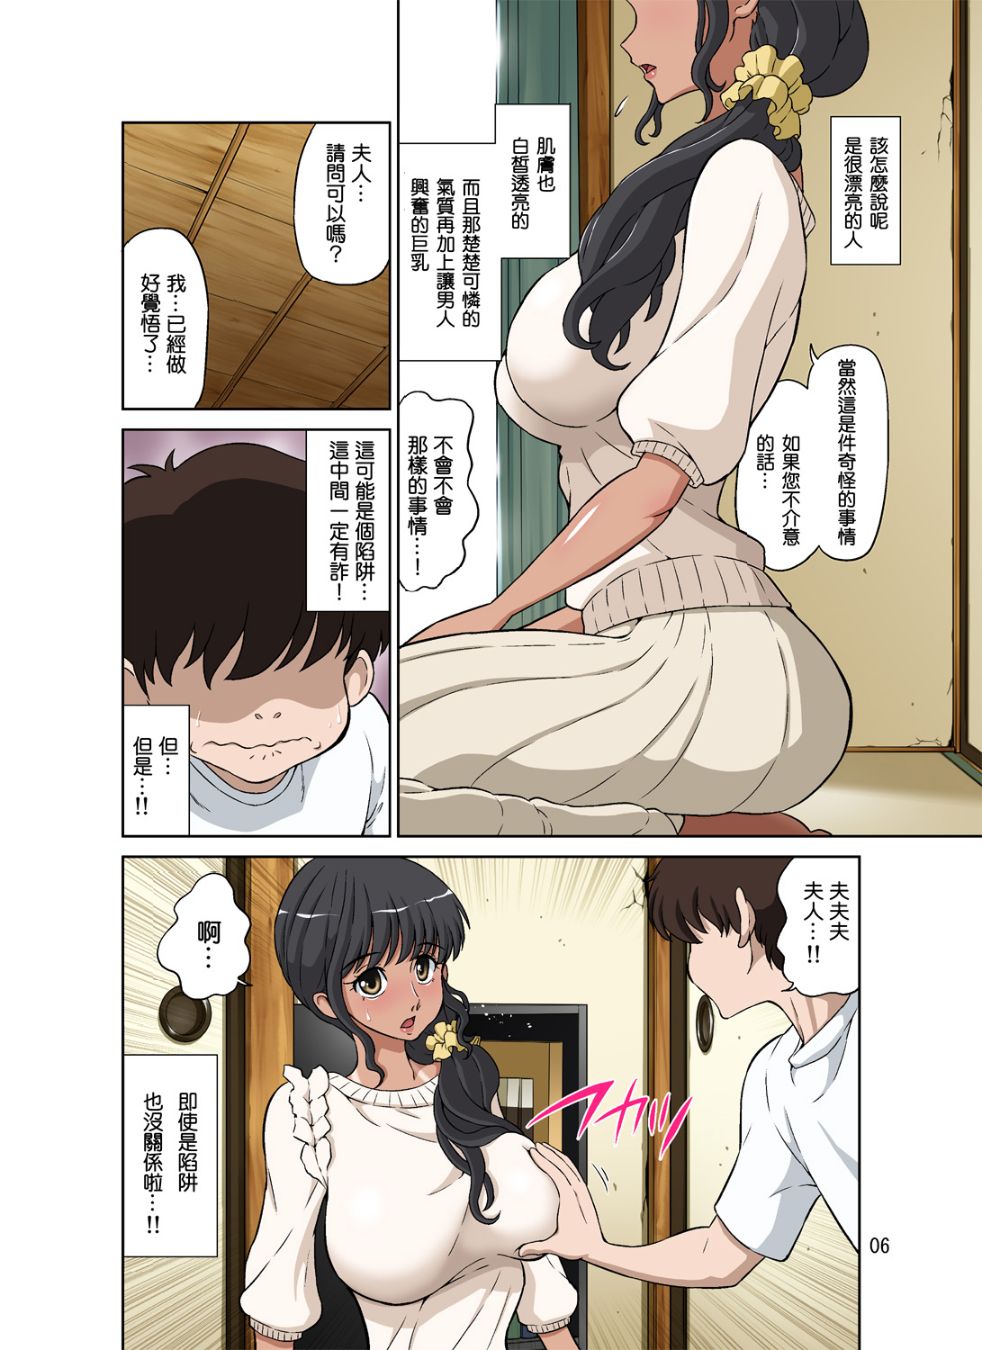 該怎麼說呢
是很漂亮的人
肌膚也
白皙透亮的
而且那楚楚可憐的
氣質再加上讓男人
興奮的巨乳
當然這是件奇怪的事情
如果您不介意
的話…
不會不會
那樣的事情…！
夫人…
請問可以嗎？
我…已經做
好覺悟了…
這可能是個陷阱…
這中間一定有詐！
但…
但是…!!
夫夫夫
夫人…!!
ムカカッ
啊…
即使是陷阱
也沒關係啦…!!
06